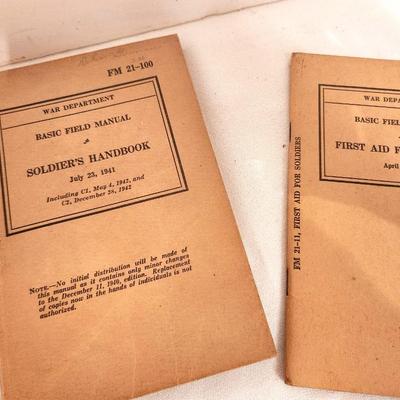 FM 21-100
WAR DEPARTMENT
BASIC FIELD MANUAL
SOLDIER'S HANDBOOK
July 23, 1941
Including C1, May 4, 1942, and
C2, December 28, 1942
NOTE.—No initial distribution will be made of
this manual as it contains only minor changes
to the December 11, 1940, edition. Replacement
of copies now in the hands of individuals is not
authorized.
FM 21-11, FIRST AID FOR SOLDIERS
WAR DEPA
BASIC FIEL
FIRST AID F
April